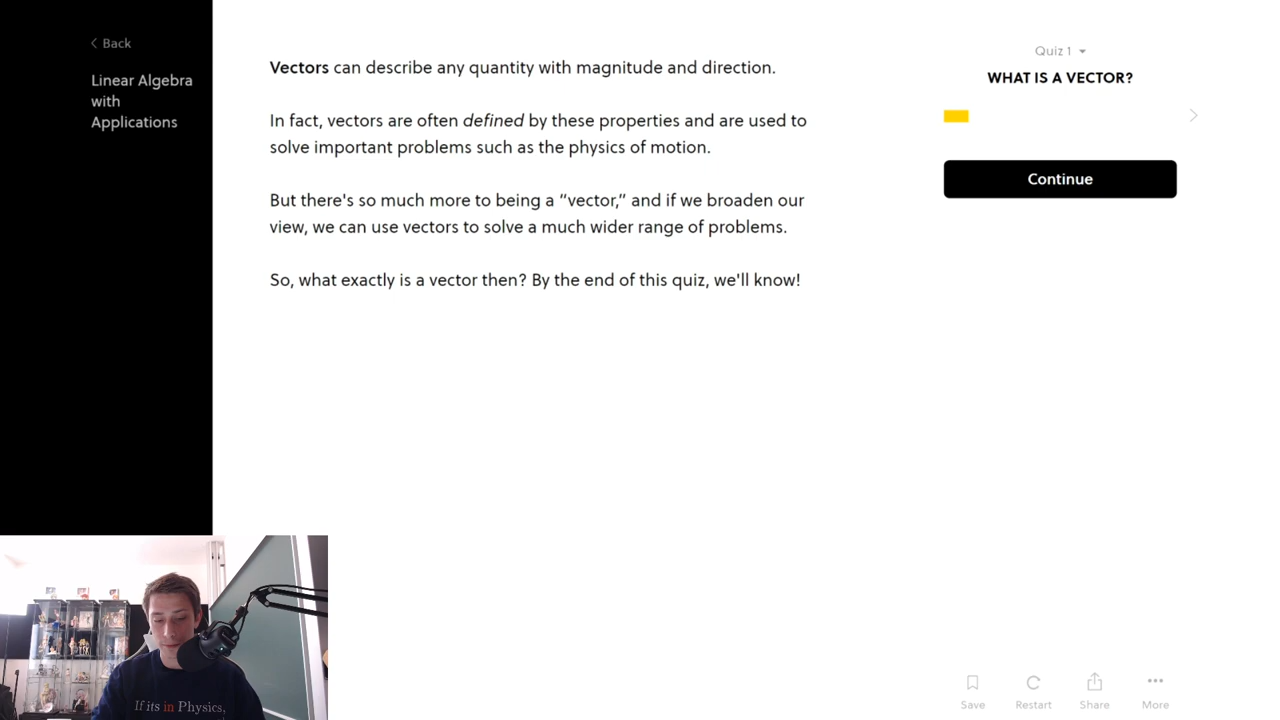 Back
Linear Algebra
with
Applications
Vectors can describe any quantity with magnitude and direction.
In fact, vectors are often defined by these properties and are used to
solve important problems such as the physics of motion.
But there's so much more to being a “vector,” and if we broaden our
view, we can use vectors to solve a much wider range of problems.
So, what exactly is a vector then? By the end of this quiz, we'll know!
Quiz 1
WHAT IS A VECTOR?
Continue
If its in Physics,
Save
Restart
Share
More